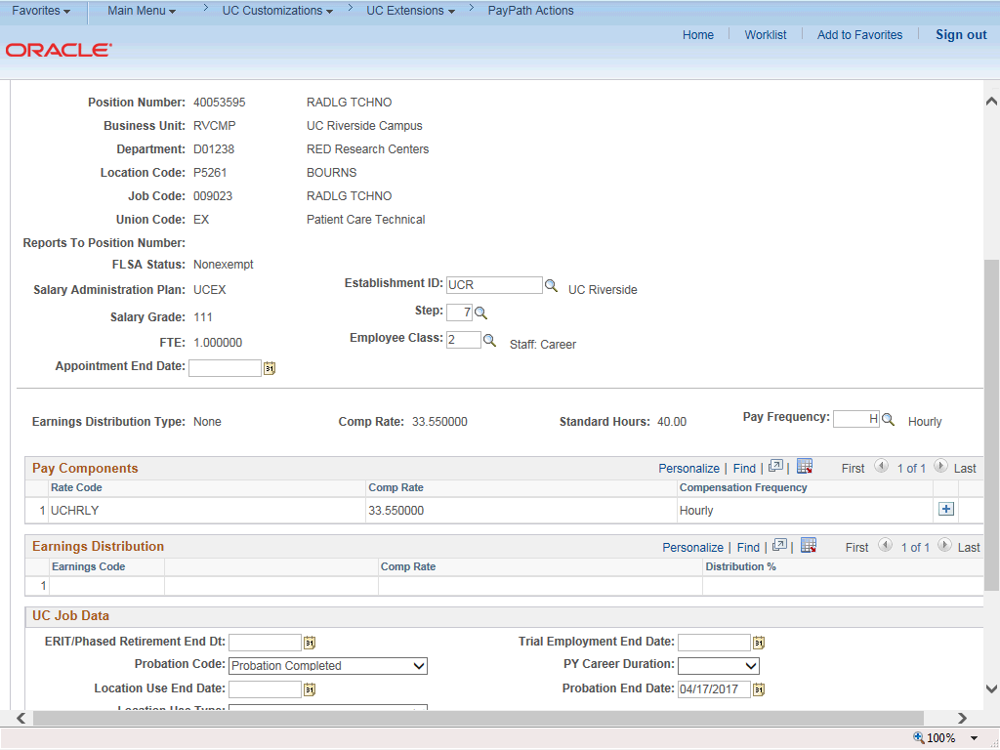 Favorites Main Menu > UC Customizations > UC Extensions > PayPath Actions
Home Worklist Add to Favorites Sign out
ORACLE
Position Number: 40053595 RADLG TCHNO
Business Unit: RVCMP UC Riverside Campus
Department: D01238 RED Research Centers
Location Code: P5261 BOURNS
Job Code: 009023 RADLG TCHNO
Union Code: EX Patient Care Technical
Reports To Position Number:
FLSA Status: Nonexempt
Salary Administration Plan: UCEX Establishment ID: UCR UC Riverside
Salary Grade: 111 Step: 7
FTE: 1.000000 Employee Class: 2 Staff: Career
Appointment End Date: 31
Earnings Distribution Type: None Comp Rate: 33.550000 Standard Hours: 40.00 Pay Frequency: H Hourly
Pay Components Personalize | Find | | First 1 of 1 Last
Rate Code Comp Rate Compensation Frequency
1 UCHRLY 33.550000 Hourly +
Earnings Distribution Personalize | Find | | First 1 of 1 Last
Earnings Code Comp Rate Distribution %
1
UC Job Data
ERIT/Phased Retirement End Dt: 31 Trial Employment End Date: 31
Probation Code: Probation Completed PY Career Duration:
Location Use End Date: 31 Probation End Date: 04/17/2017 31
Location Use Type:
100%